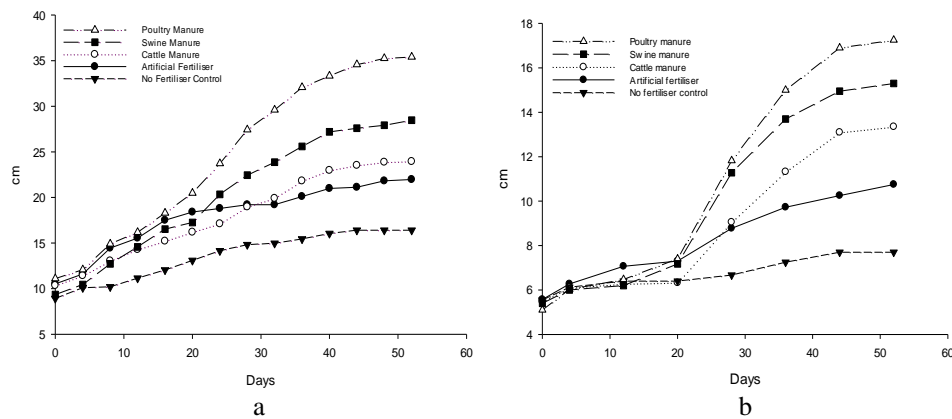 40
35
30
25
20
15
10
5
cm
Poultry Manure
Swine Manure
Cattle Manure
Artificial Fertiliser
No Fertiliser Control
0 10 20 30 40 50 60
Days
a
18
16
14
12
10
8
6
4
cm
Poultry manure
Swine manure
Cattle manure
Artificial fertiliser
No fertiliser control
0 10 20 30 40 50 60
Days
b